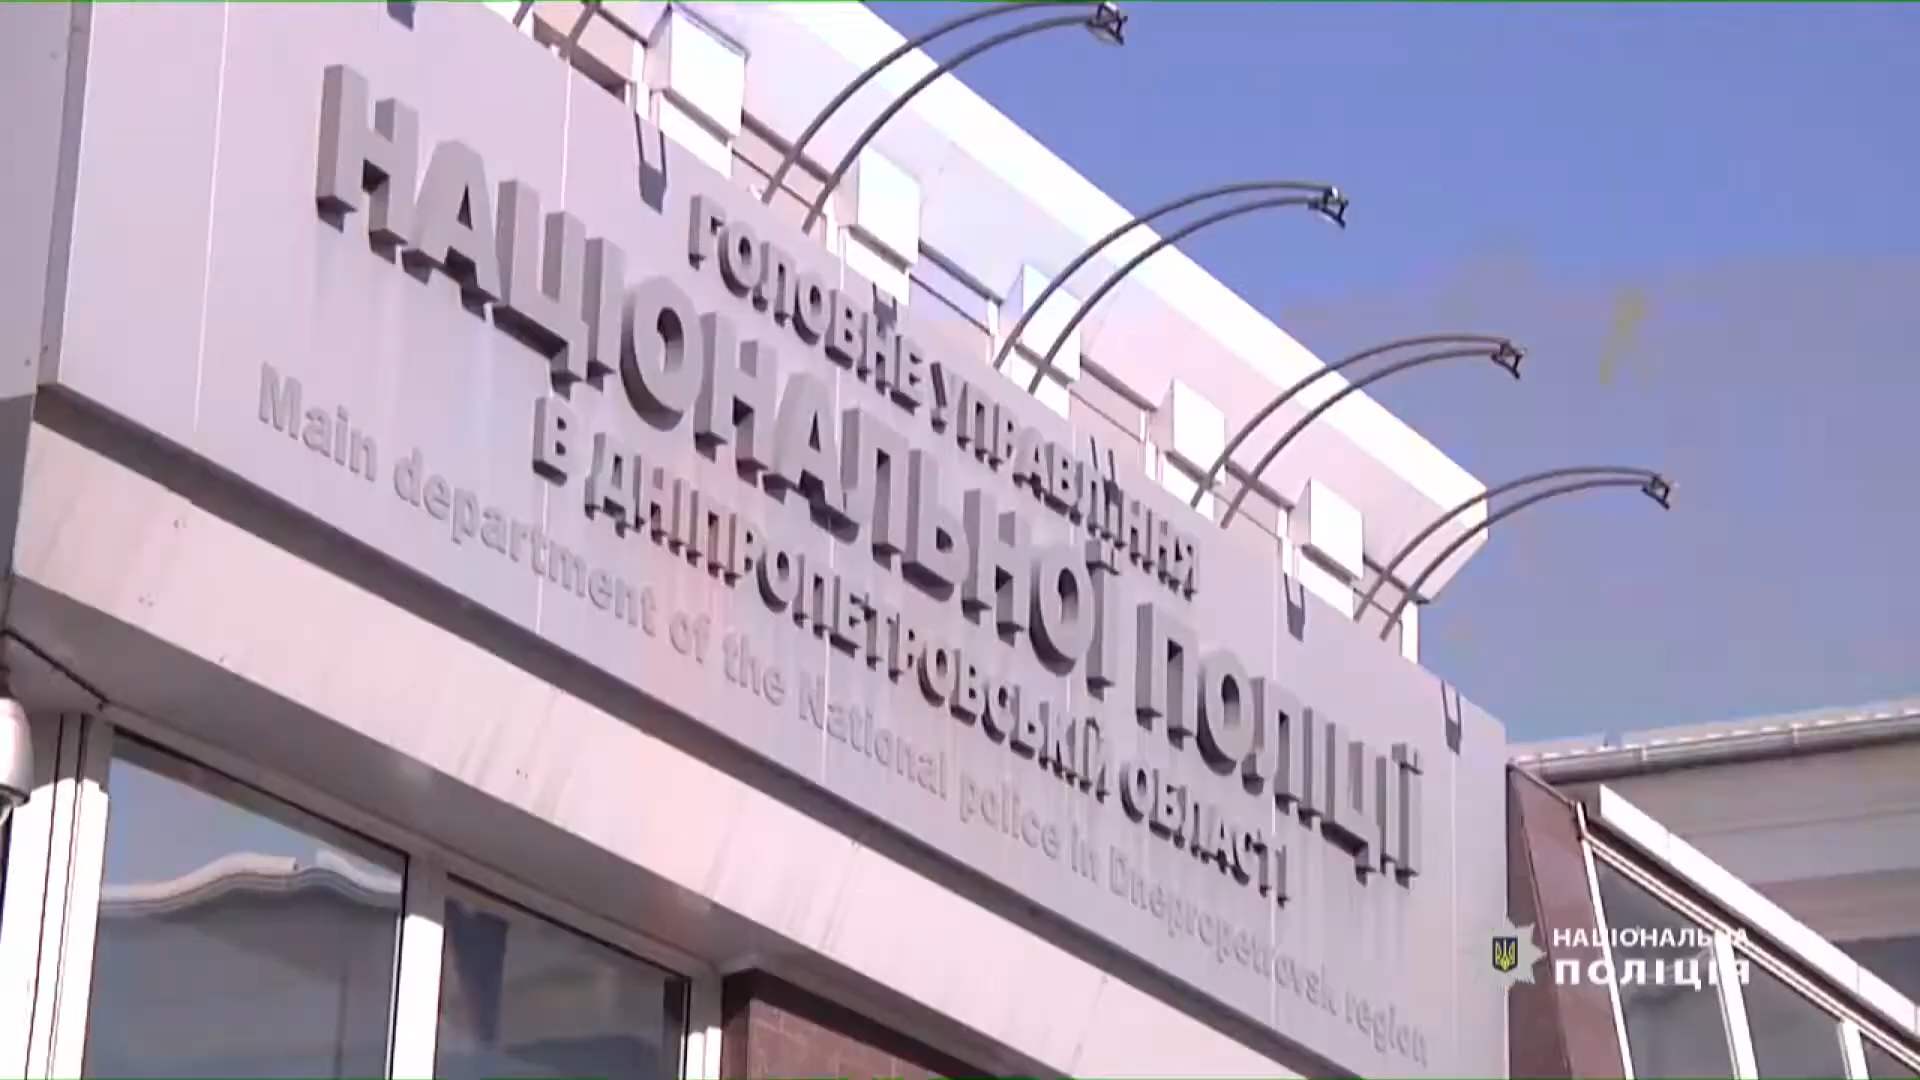 ГОЛОВНЕ УПРАВЛІННЯ
НАЦІОНАЛЬНОЇ ПОЛІЦІЇ
В ДНІПРОПЕТРОВСЬКІЙ ОБЛАСТІ
Main department of the National police in Dnepropetrovsk region
НАЦІОНАЛЬНА
ПОЛІЦІЯ